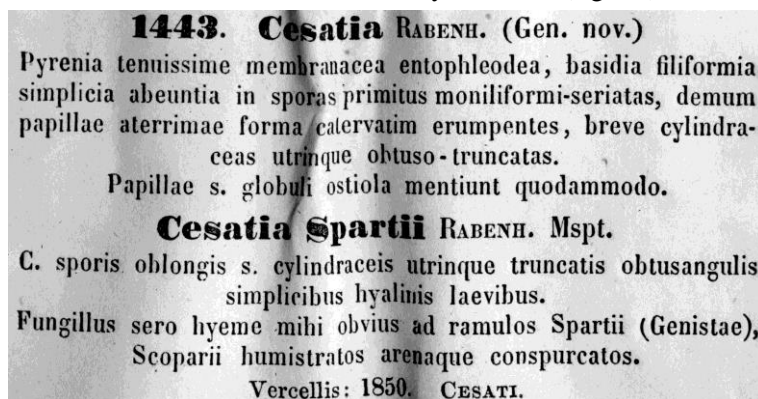 1443. Cesatia RABENH. (Gen. nov.)
Pyrenia tenuissime membranacea entophleodea, basidia filiformia
simplicia abeuntia in sporas primitus moniliformi-seriatas, demum
papillae aterrimae forma catervatim erumpentes, breve cylindra-
ceas utrinque obtuso-truncatas.
Papillae s. globuli ostiola mentiunt quodammodo.
Cesatia Spartii RABENH. Mspt.
C. sporis oblongis s. cylindraceis utrinque truncatis obtusangulis
simplicibus hyalinis laevibus.
Fungillus sero hyeme mihi obvius ad ramulos Spartii (Genistae),
Scoparii humistratos arenaque conspurcatos.
Vercellis: 1850. CESATI.